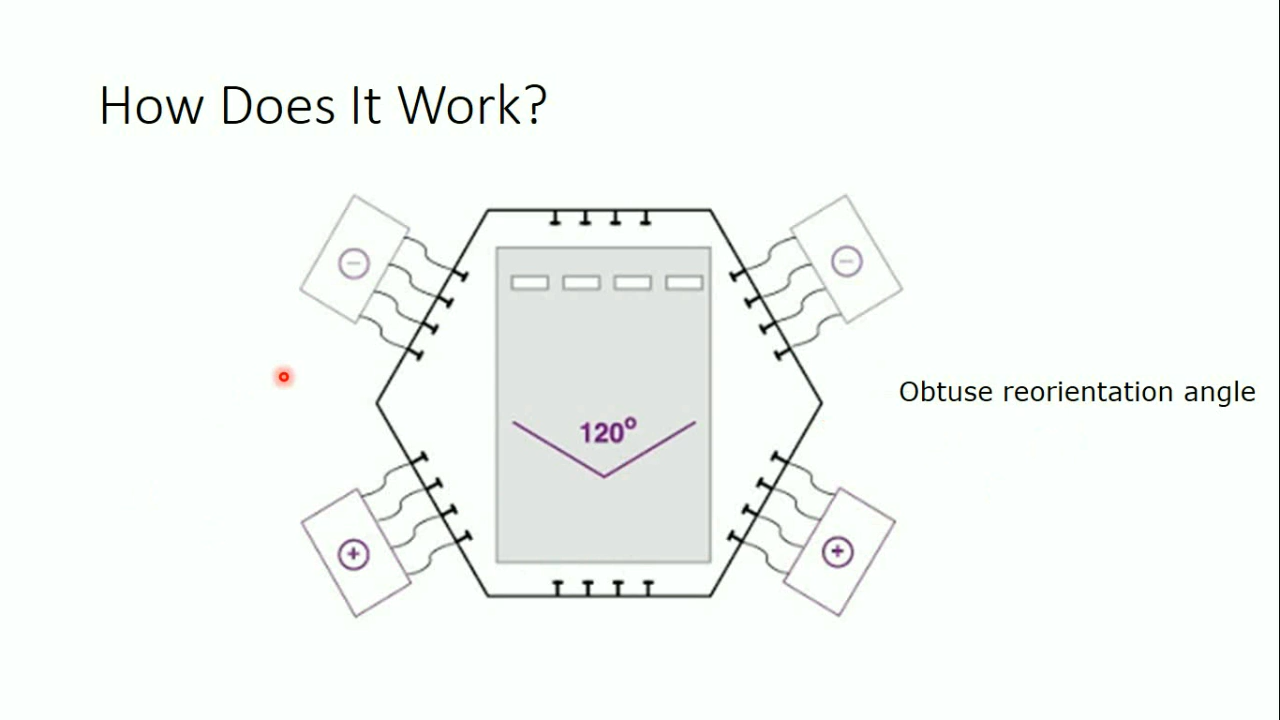 How Does It Work?
−
−
120°
Obtuse reorientation angle
+
+